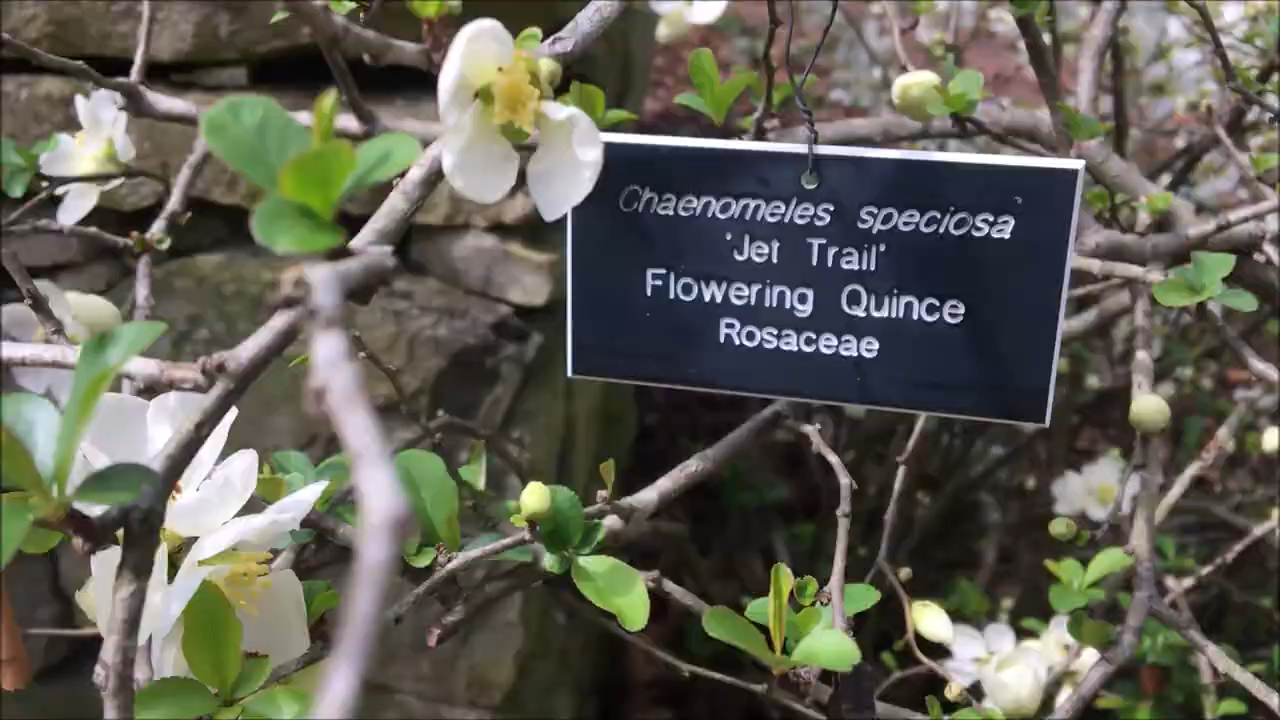 Chaenomeles speciosa
'Jet Trail'
Flowering Quince
Rosaceae